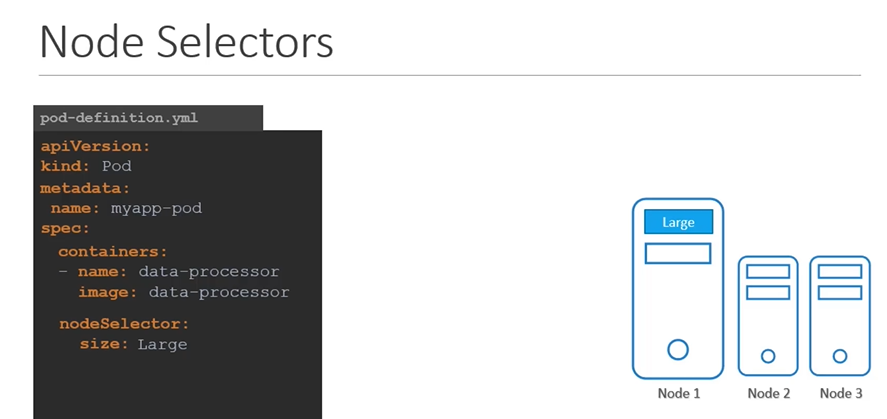 Node Selectors
pod-definition.yml
apiVersion:
kind: Pod
metadata:
name: myapp-pod
spec:
containers:
- name: data-processor
image: data-processor
nodeSelector:
size: Large
Large
Node 1
Node 2
Node 3